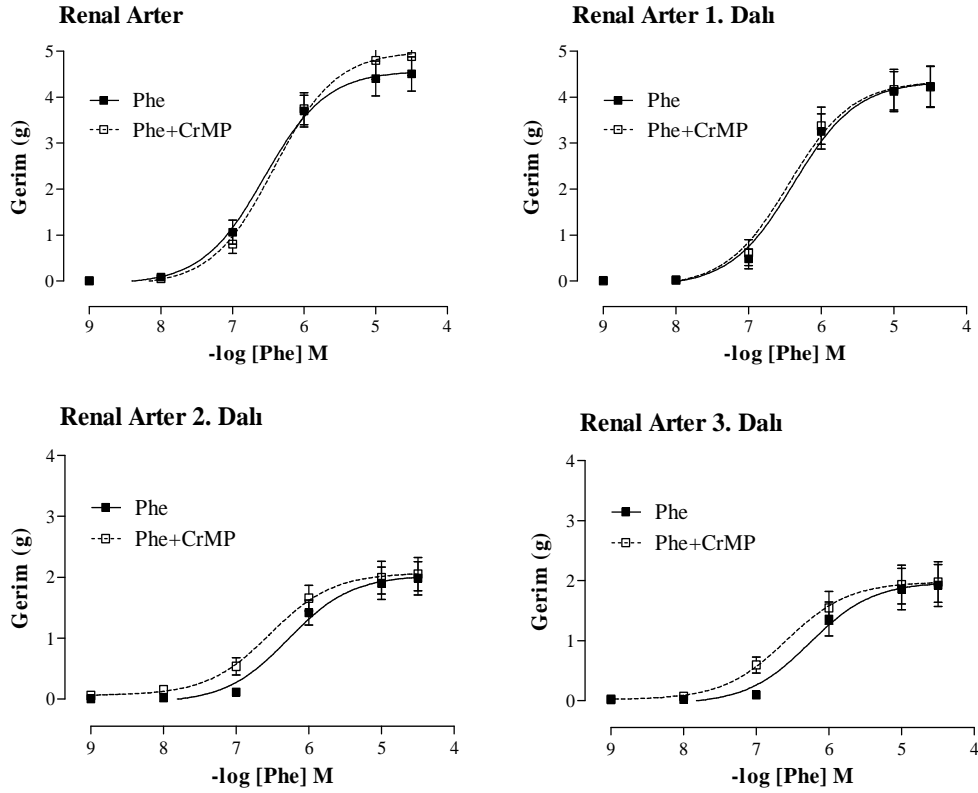 Renal Arter
Gerim (g)
5
4
3
2
1
0
Phe
Phe+CrMP
9 8 7 6 5 4
-log [Phe] M
Renal Arter 1. Dalı
Gerim (g)
5
4
3
2
1
0
Phe
Phe+CrMP
9 8 7 6 5 4
-log [Phe] M
Renal Arter 2. Dalı
Gerim (g)
4
3
2
1
0
Phe
Phe+CrMP
9 8 7 6 5 4
-log [Phe] M
Renal Arter 3. Dalı
Gerim (g)
4
3
2
1
0
Phe
Phe+CrMP
9 8 7 6 5 4
-log [Phe] M